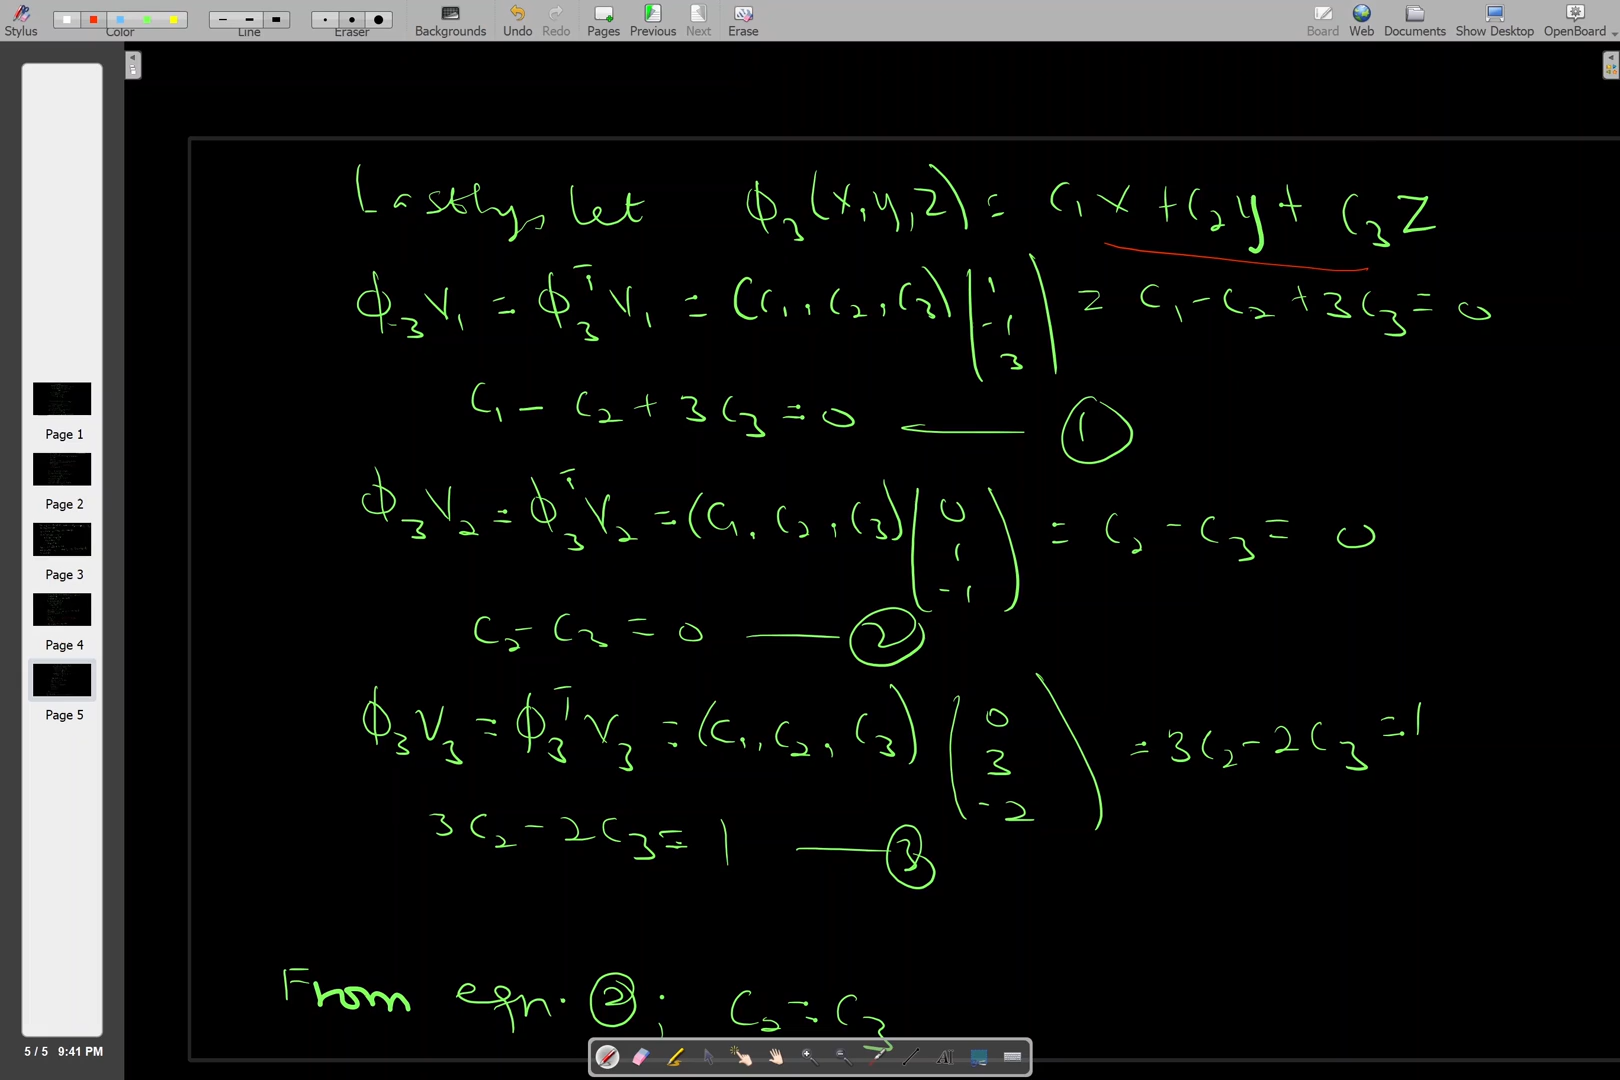 Stylus Color Line Eraser Backgrounds Undo Redo Pages Previous Next Erase Board Web Documents Show Desktop OpenBoard
Lastly, let ϕ₃(x,y,z) = c₁x + c₂y + c₃z
ϕ₃v₁ = ϕ₃ᵀv₁ = (c₁, c₂, c₃) (1 -1 3) = c₁ - c₂ + 3c₃ = 0
c₁ - c₂ + 3c₃ = 0 ← ①
ϕ₃v₂ = ϕ₃ᵀv₂ = (c₁, c₂, c₃) (0 1 -1) = c₂ - c₃ = 0
c₂ - c₃ = 0 — ②
ϕ₃v₃ = ϕ₃ᵀv₃ = (c₁, c₂, c₃) (0 3 -2) = 3c₂ - 2c₃ = 1
3c₂ - 2c₃ = 1 — ③
From eqn. ②; c₂ = c₃
Page 1
Page 2
Page 3
Page 4
Page 5
5 / 5 9:41 PM